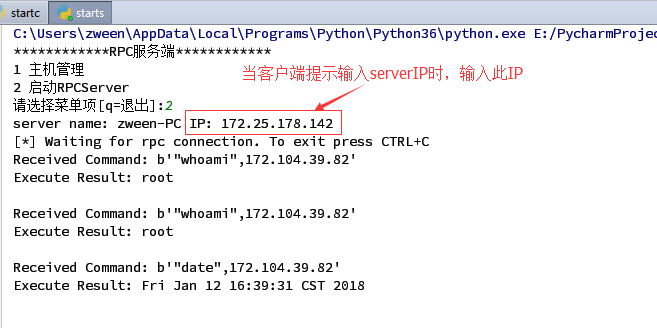 startc
starts
C:\Users\zween\AppData\Local\Programs\Python\Python36\python.exe E:/PycharmProjec
************RPC服务端************
1 主机管理
2 启动RPCServer
当客户端提示输入serverIP时，输入此IP
请选择菜单项[q=退出]:2
server name: zween-PC IP: 172.25.178.142
[*] Waiting for rpc connection. To exit press CTRL+C
Received Command: b'"whoami",172.104.39.82'
Execute Result: root
Received Command: b'"whoami",172.104.39.82'
Execute Result: root
Received Command: b'"date",172.104.39.82'
Execute Result: Fri Jan 12 16:39:31 CST 2018